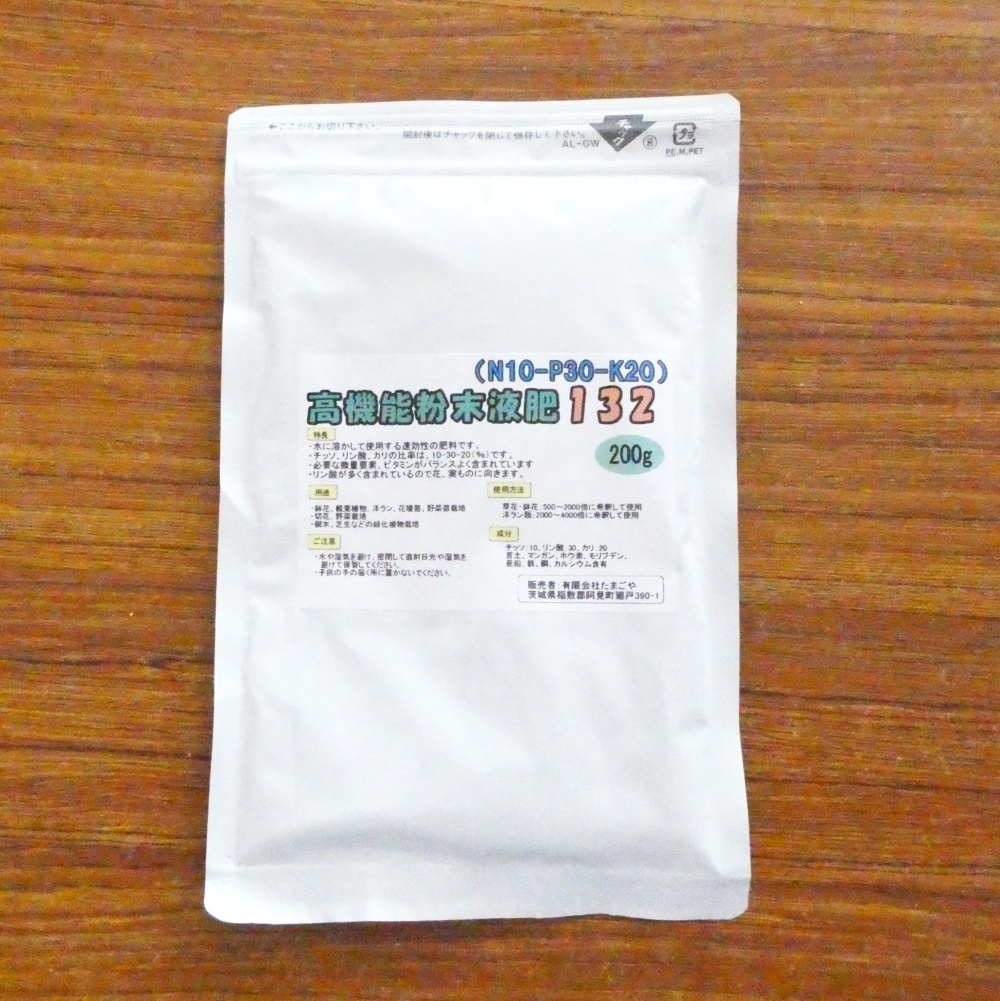 ←ここからお切り下さい。
開封後はチャックを閉じて保存して下さい。
AL-GW
チャック
プラ
PE,M,PET
(N10-P30-K20)
高機能粉末液肥132
特長
・水に溶かして使用する速効性の肥料です。
・チッソ、リン酸、カリの比率は、10-30-20(%)です。
・必要な微量要素、ビタミンがバランスよく含まれています
・リン酸が多く含まれているので花、実ものに向きます。
200g
用途
・鉢花、観葉植物、洋ラン、花壇苗、野菜苗栽培
・切花、野菜栽培
・樹木、芝生などの緑化植物栽培
使用方法
草花・鉢花:500~2000倍に希釈して使用
洋ラン類:2000~4000倍に希釈して使用
ご注意
・水や湿気を避け、密閉して直射日光や湿気を
避けて保管してください。
・子供の手の届く所に置かないでください。
成分
チッソ:10、リン酸 30、カリ:20
苦土、マンガン、ホウ素、モリブデン、
亜鉛、鉄、銅、カルシウム含有
販売者:有限会社たまごや
茨城県稲敷郡阿見町廻戸390-1